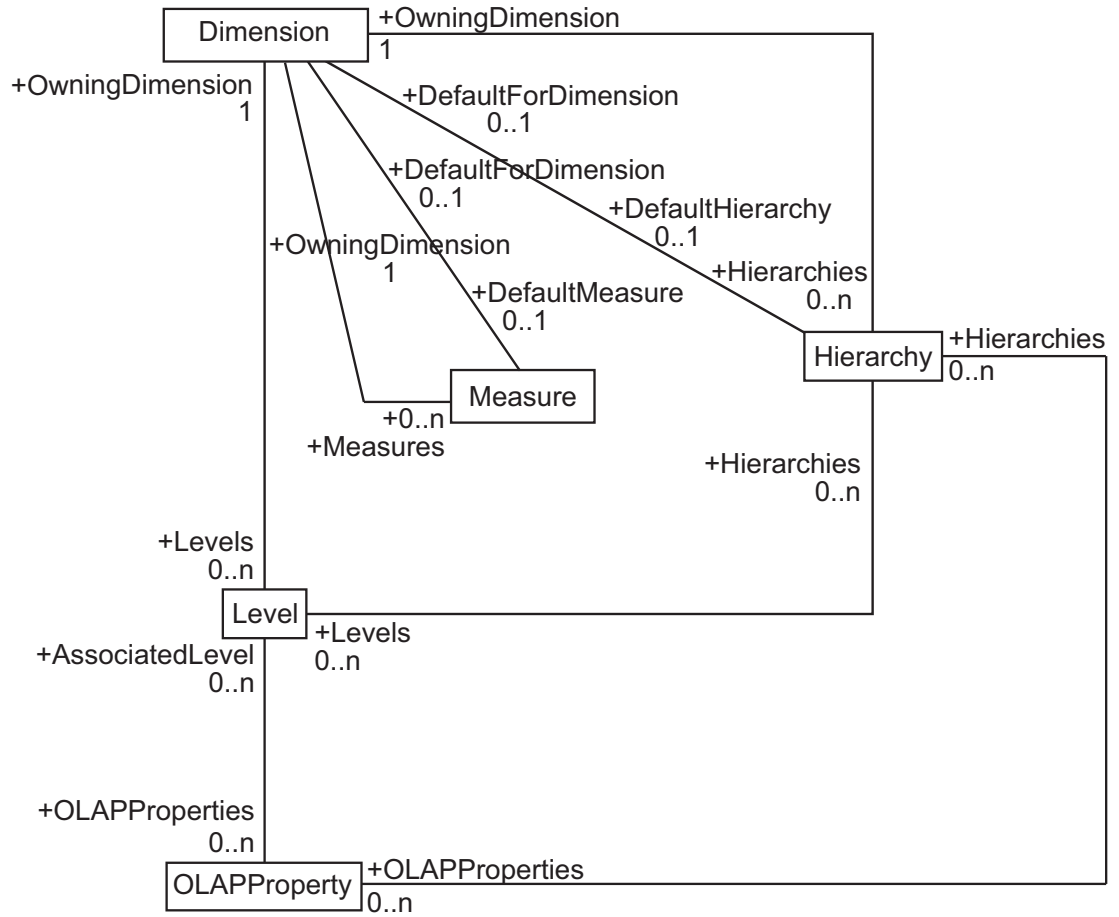 Dimension
+OwningDimension
1
+OwningDimension
1
+DefaultForDimension
0..1
+DefaultForDimension
0..1
+DefaultHierarchy
0..1
+OwningDimension
1
+Hierarchies
0..n
+DefaultMeasure
0..1
Hierarchy
+Hierarchies
0..n
Measure
+0..n
+Measures
+Hierarchies
0..n
+Levels
0..n
Level
+Levels
0..n
+AssociatedLevel
0..n
+OLAPProperties
0..n
OLAPProperty
+OLAPProperties
0..n